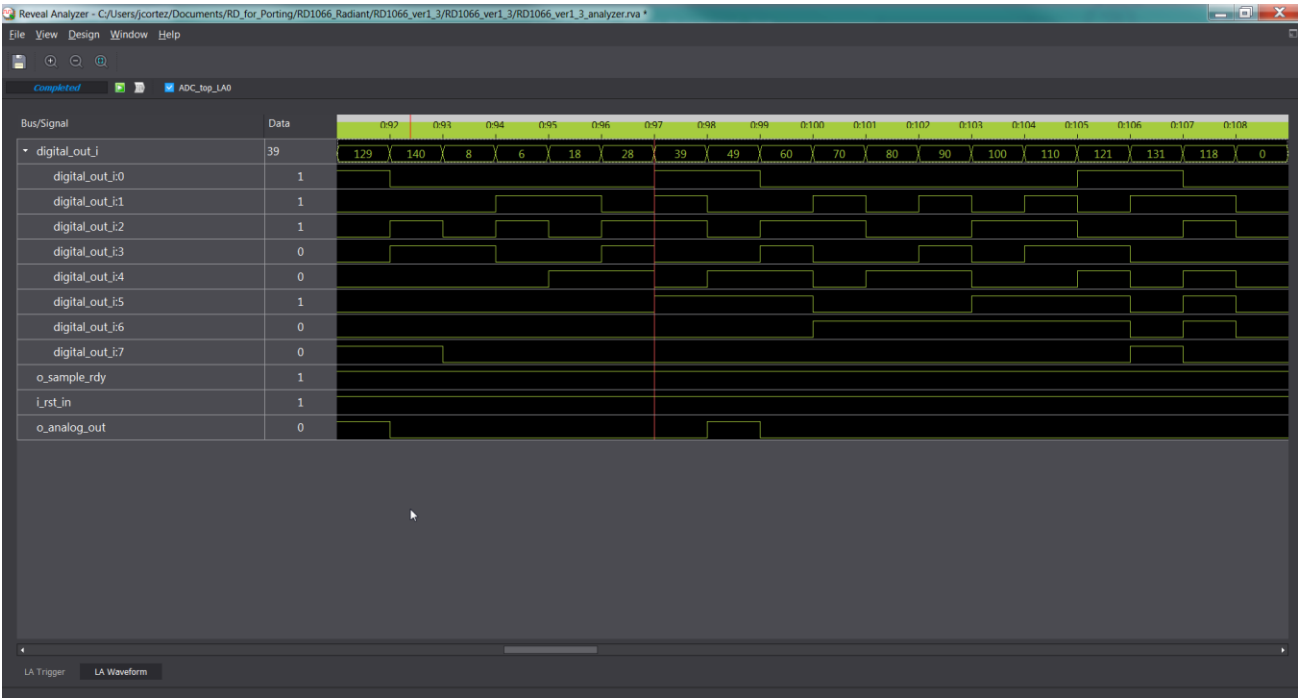 Reveal Analyzer - C:/Users/jcortez/Documents/RD_for_Porting/RD1066_Radiant/RD1066_ver1_3/RD1066_ver1_3/RD1066_ver1_3_analyzer.rva *
File View Design Window Help
Completed ADC_top_LA0
Bus/Signal Data 0:92 0:93 0:94 0:95 0:96 0:97 0:98 0:99 0:100 0:101 0:102 0:103 0:104 0:105 0:106 0:107 0:108
digital_out_i 39 129 140 8 6 18 28 39 49 60 70 80 90 100 110 121 131 118 0
digital_out_i:0 1
digital_out_i:1 1
digital_out_i:2 1
digital_out_i:3 0
digital_out_i:4 0
digital_out_i:5 1
digital_out_i:6 0
digital_out_i:7 0
o_sample_rdy 1
i_rst_in 1
o_analog_out 0
LA Trigger LA Waveform